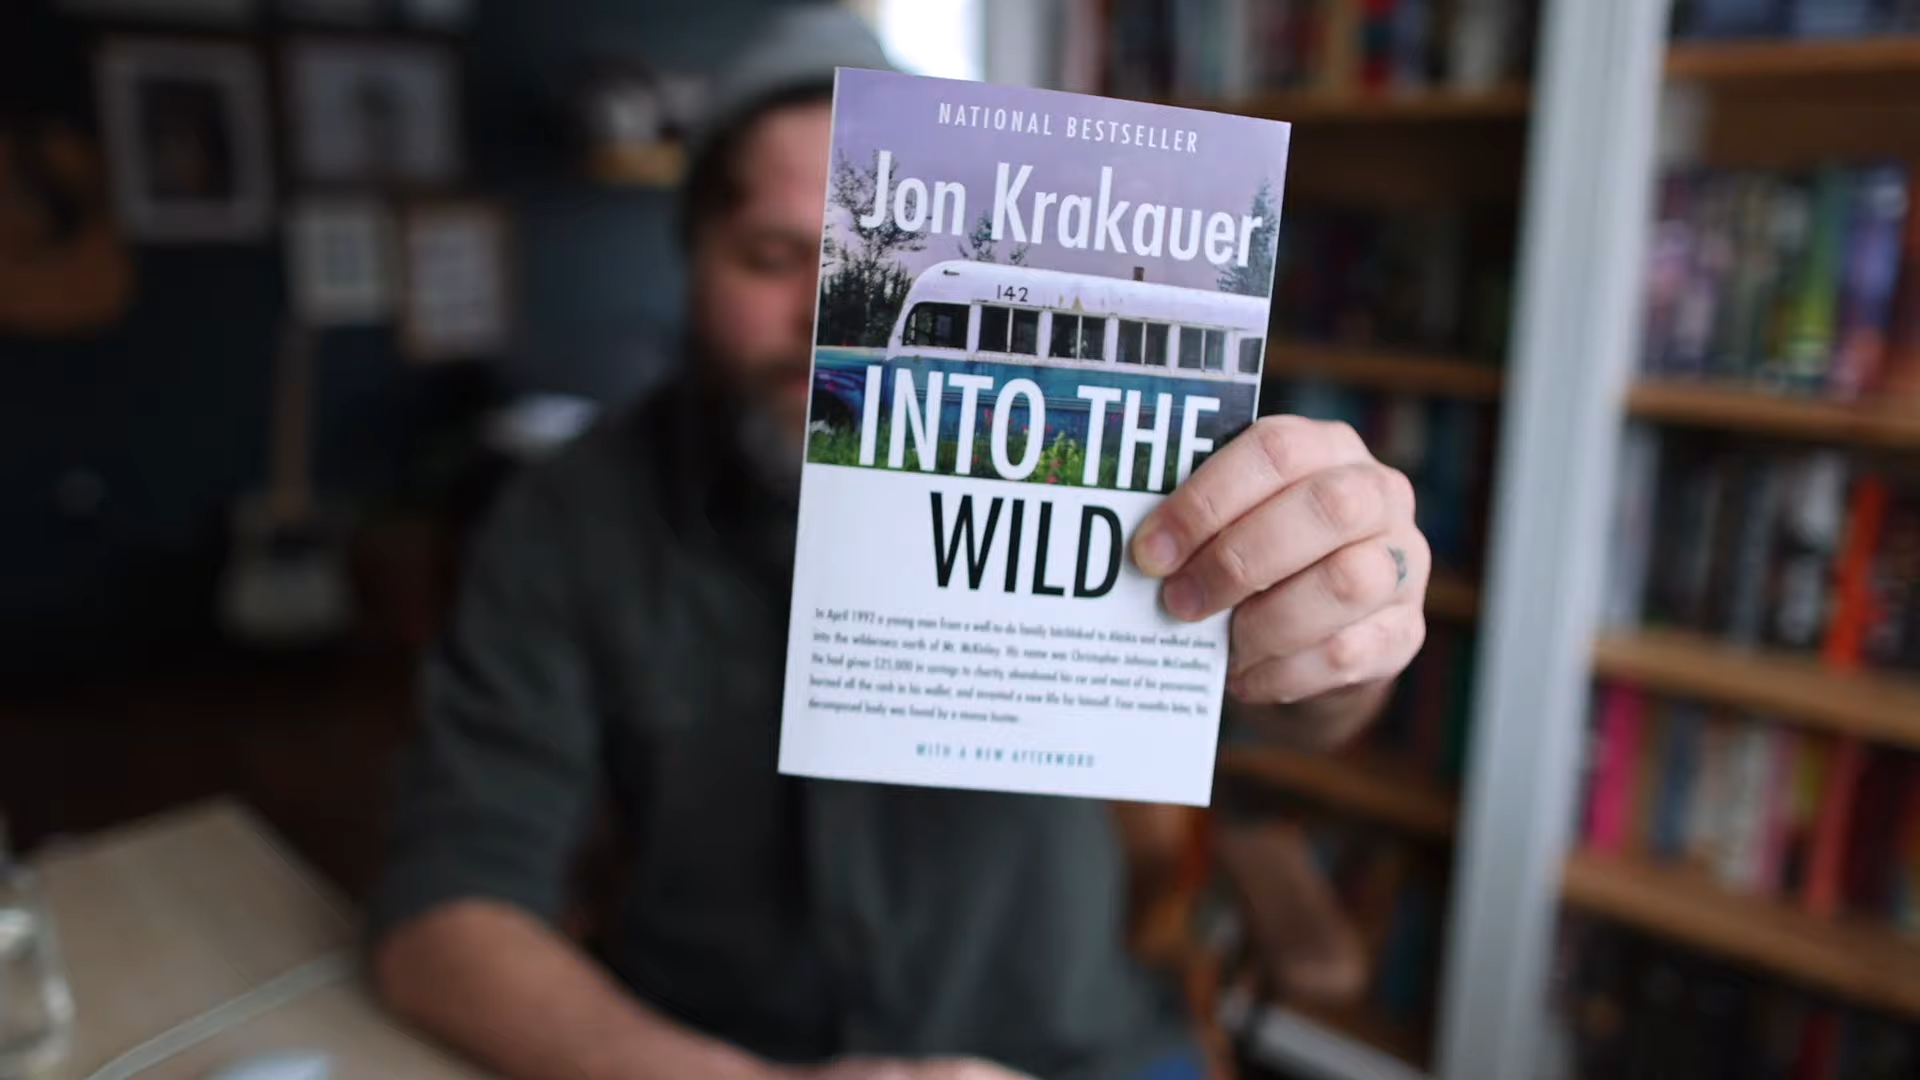 NATIONAL BESTSELLER
Jon Krakauer
142
INTO THE
WILD
In April 1992 a young man from a well-to-do family hitchhiked to Alaska and walked alone
into the wilderness north of Mt. McKinley. His name was Christopher Johnson McCandless.
He had given $25,000 in savings to charity, abandoned his car and most of his possessions,
burned all the cash in his wallet, and invented a new life for himself. Four months later, his
decomposed body was found by a moose hunter.
WITH A NEW AFTERWORD